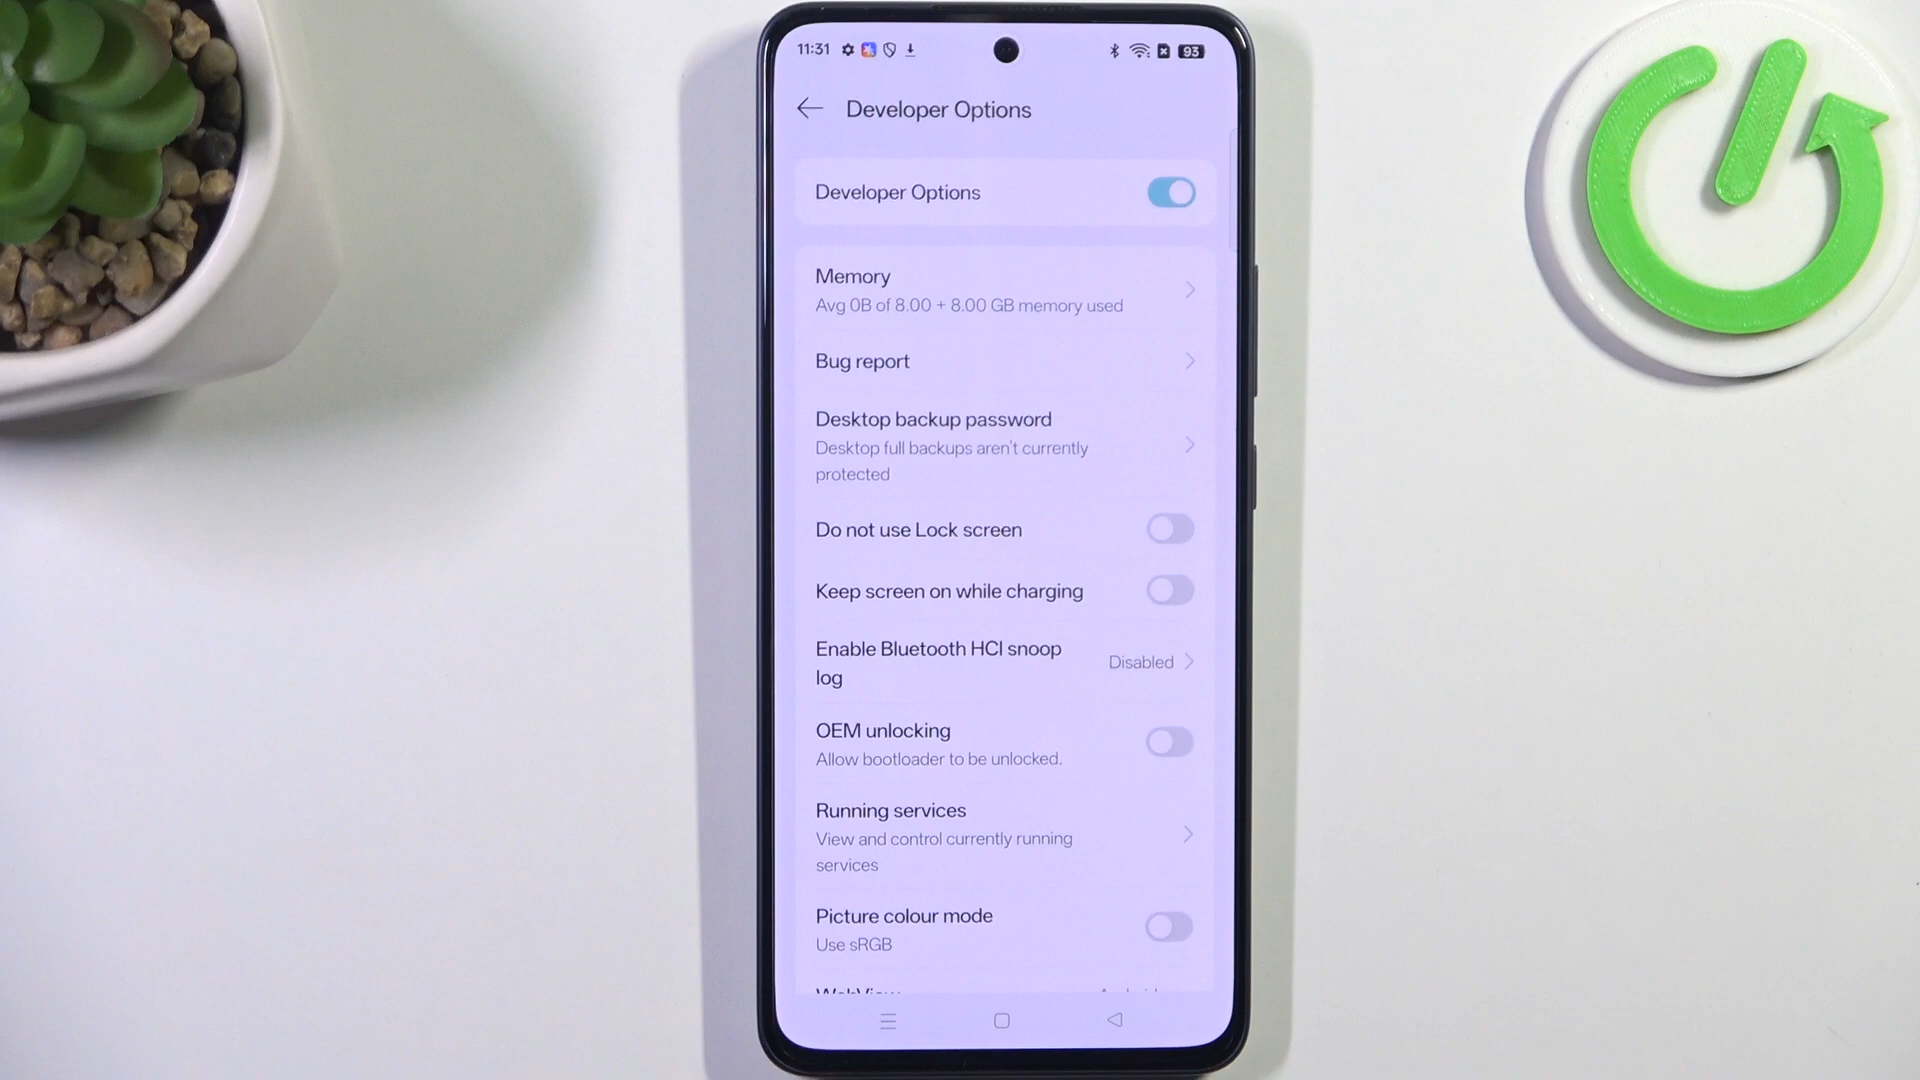 11:31
93
Developer Options
Developer Options
Memory
Avg 0B of 8.00 + 8.00 GB memory used
Bug report
Desktop backup password
Desktop full backups aren't currently
protected
Do not use Lock screen
Keep screen on while charging
Enable Bluetooth HCI snoop
log
Disabled
OEM unlocking
Allow bootloader to be unlocked.
Running services
View and control currently running
services
Picture colour mode
Use sRGB